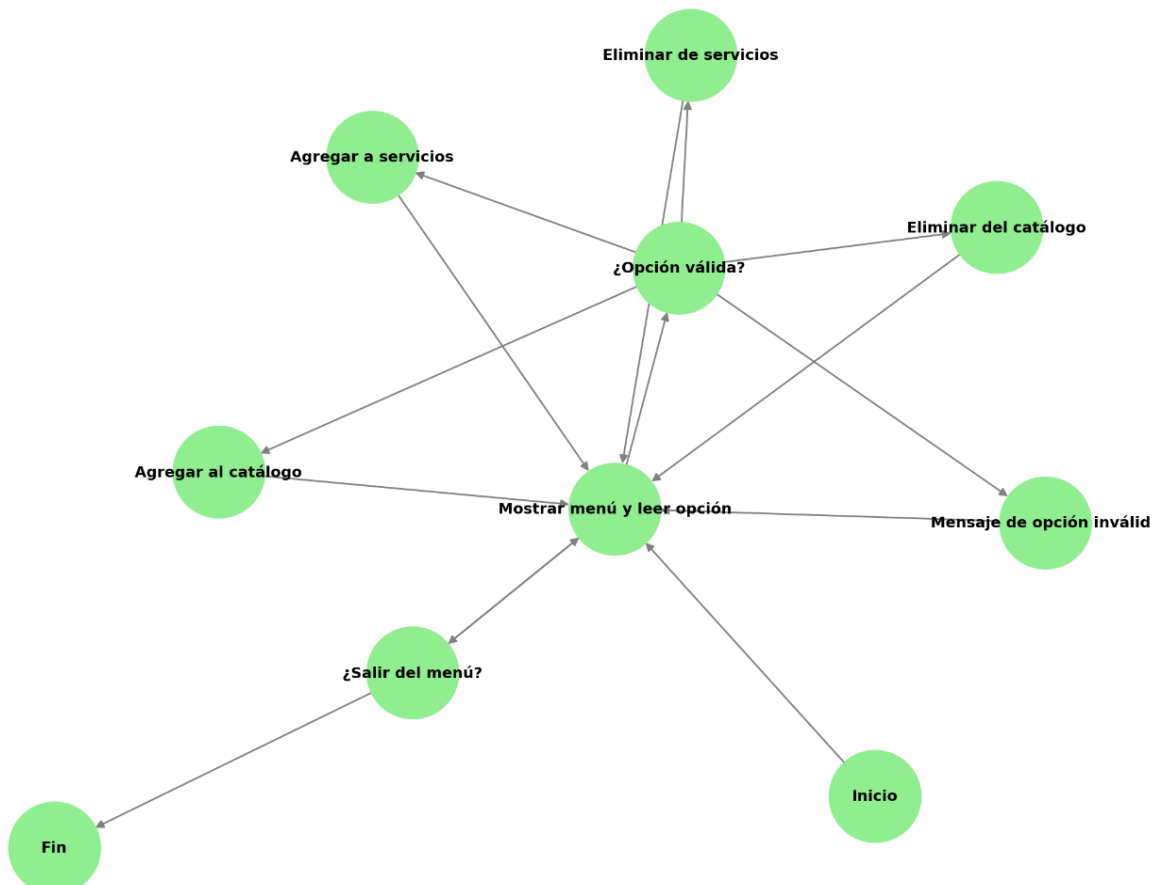 Eliminar de servicios
Agregar a servicios
Eliminar del catálogo
¿Opción válida?
Agregar al catálogo
Mostrar menú y leer opción
Mensaje de opción inválid
¿Salir del menú?
Inicio
Fin